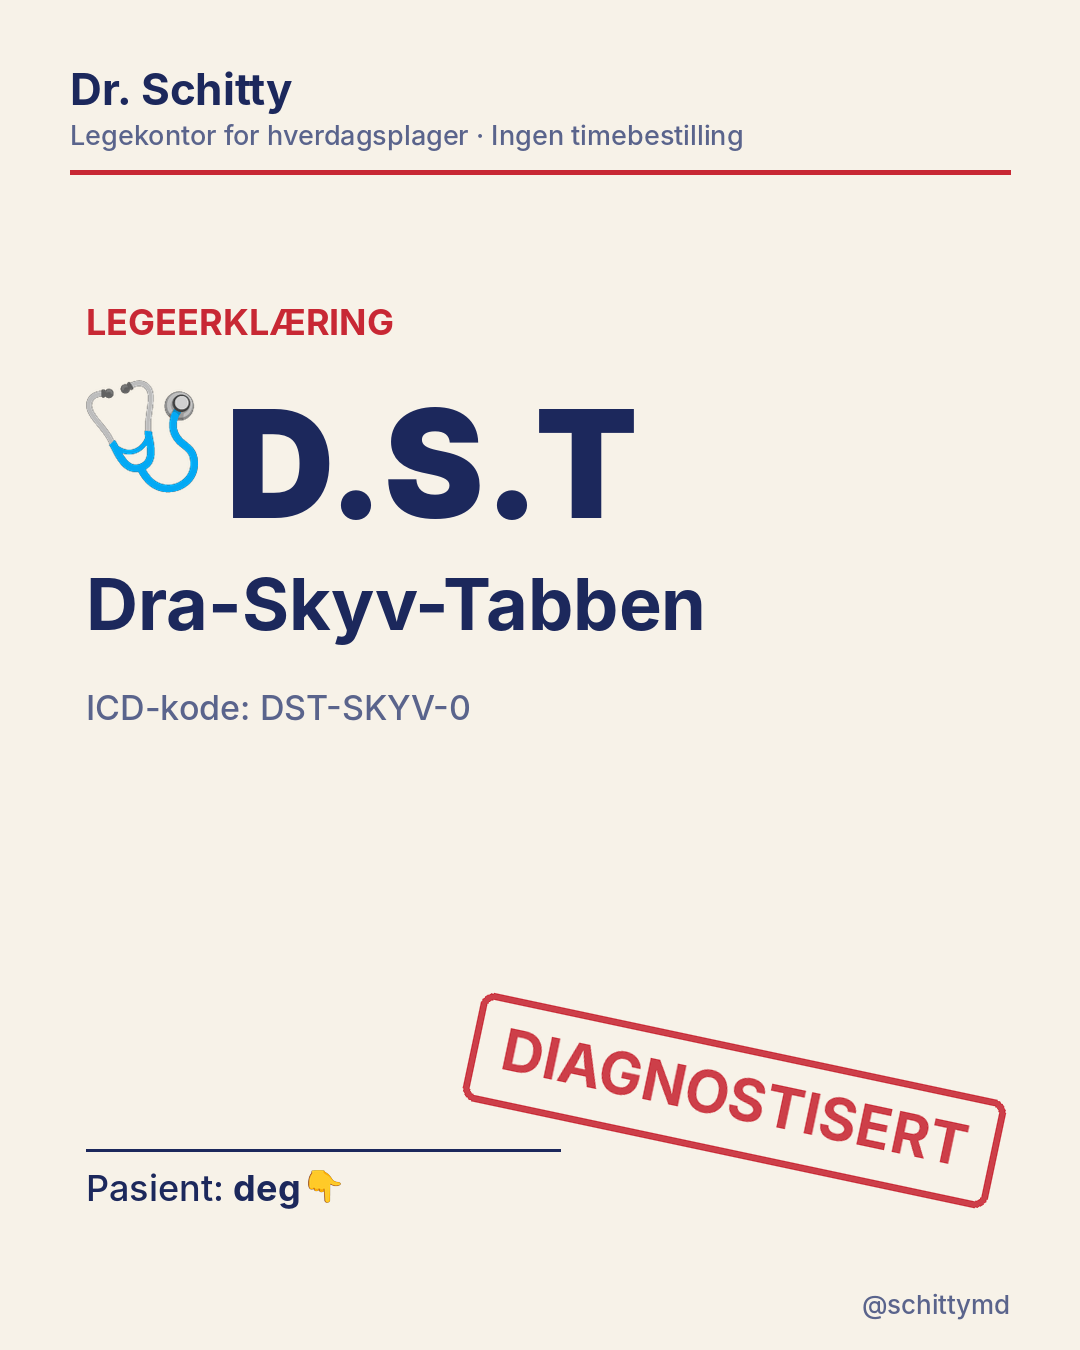 Dr. Schitty
Legekontor for hverdagsplager · Ingen timebestilling
LEGEERKLÆRING
D.S.T
Dra-Skyv-Tabben
ICD-kode: DST-SKYV-0
DIAGNOSTISERT
Pasient: deg👇
@schittymd